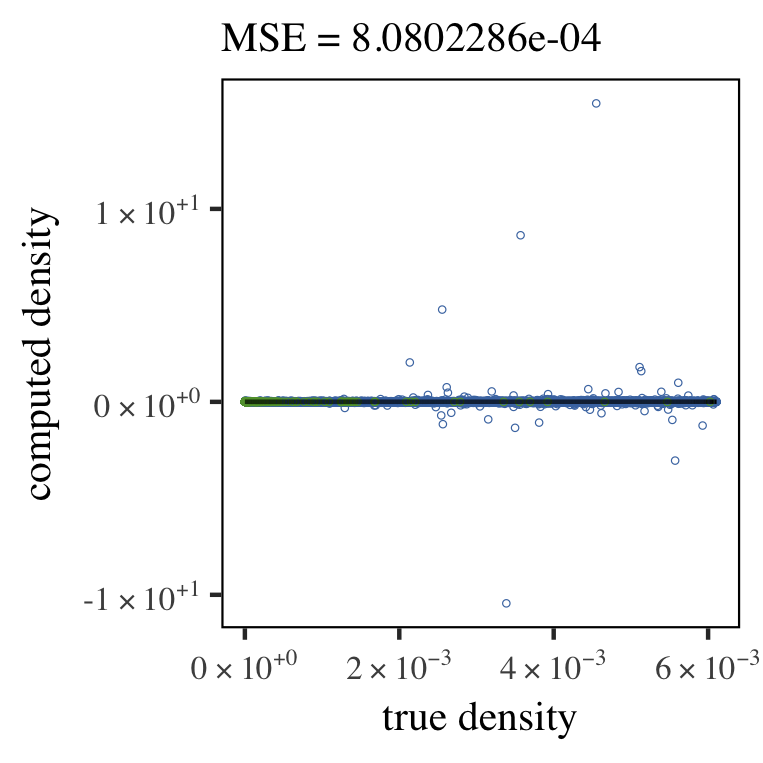 MSE = 8.0802286e-04
computed density
1 × 10⁺¹
0 × 10⁺⁰
-1 × 10⁺¹
0 × 10⁺⁰ 2 × 10⁻³ 4 × 10⁻³ 6 × 10⁻³
true density